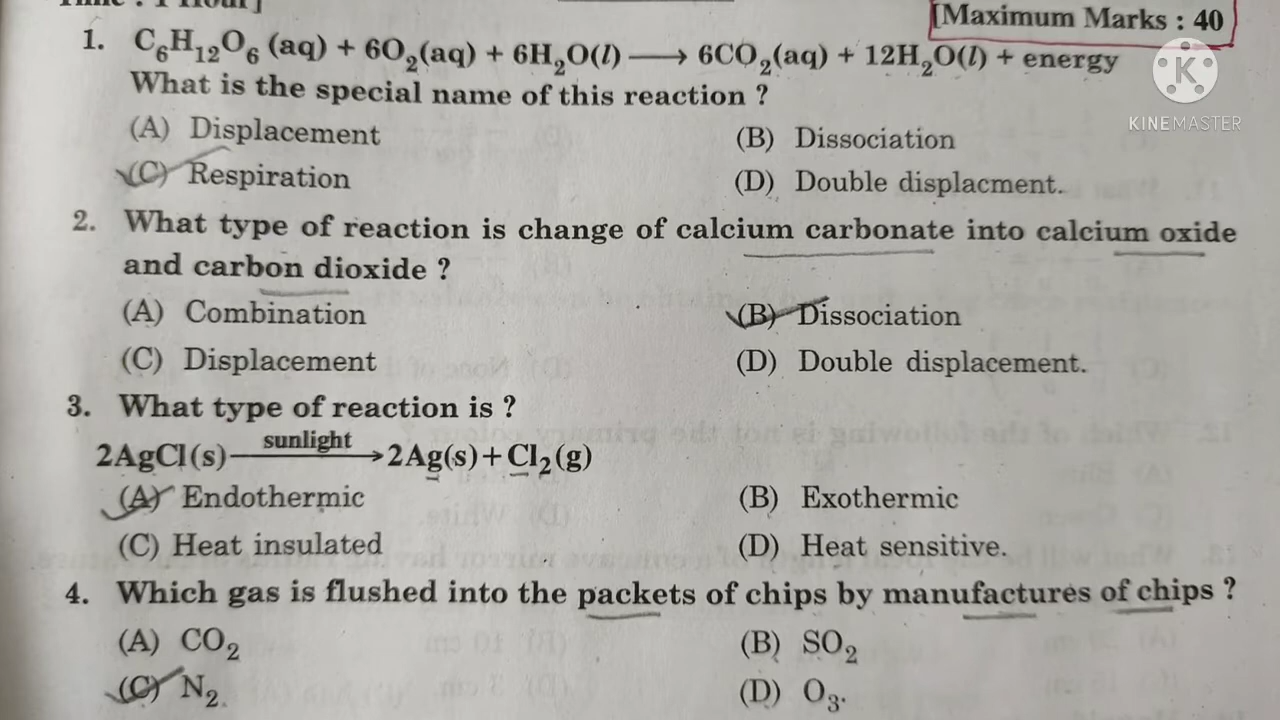 [Maximum Marks : 40
1. C₆H₁₂O₆ (aq) + 6O₂(aq) + 6H₂O(l) ⟶ 6CO₂(aq) + 12H₂O(l) + energy
What is the special name of this reaction ?
(A) Displacement (B) Dissociation
(C) Respiration (D) Double displacment.
2. What type of reaction is change of calcium carbonate into calcium oxide
and carbon dioxide ?
(A) Combination (B) Dissociation
(C) Displacement (D) Double displacement.
3. What type of reaction is ?
sunlight
2AgCl(s) ⟶ 2Ag(s)+Cl₂(g)
(A) Endothermic (B) Exothermic
(C) Heat insulated (D) Heat sensitive.
4. Which gas is flushed into the packets of chips by manufactures of chips ?
(A) CO₂ (B) SO₂
(C) N₂ (D) O₃.
K
KINEMASTER